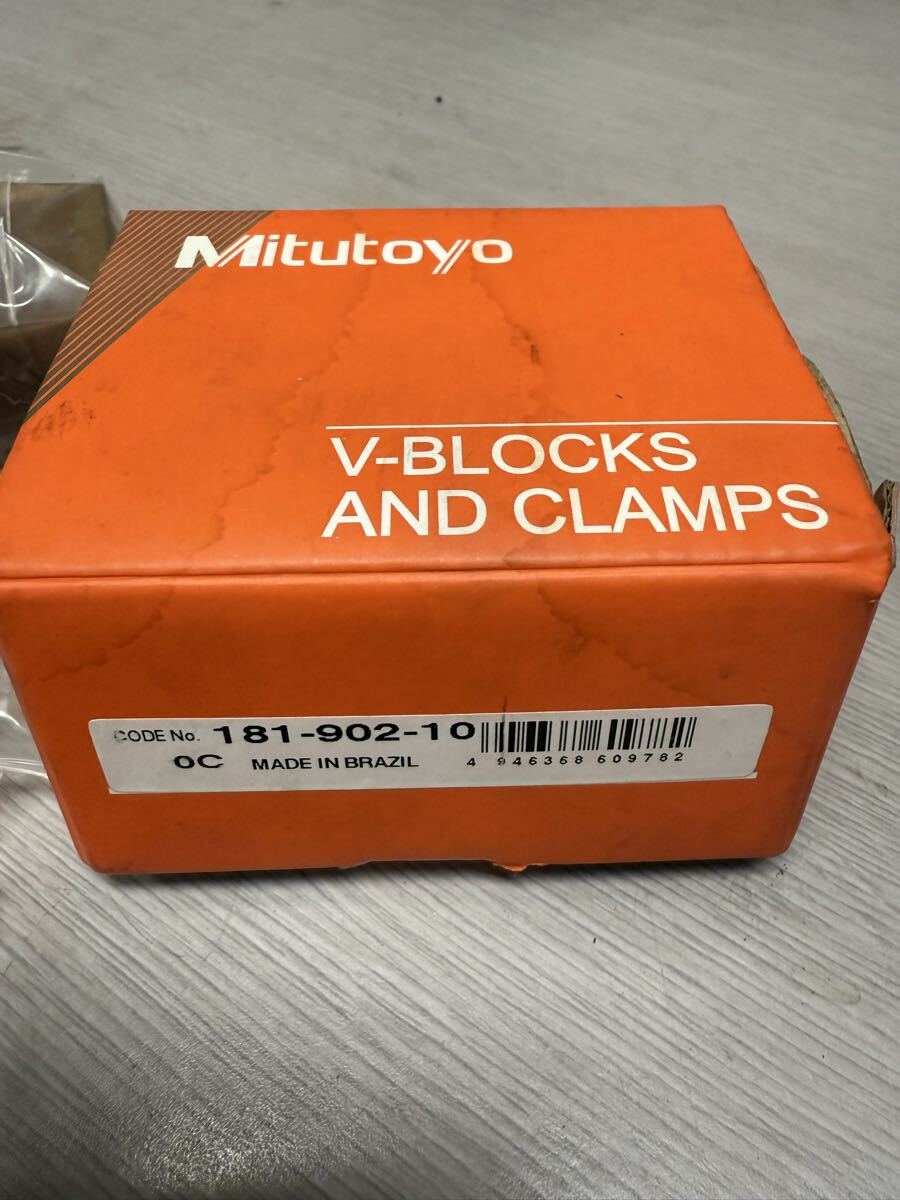 Mitutoyo
V-BLOCKS
AND CLAMPS
CODE No. 181-902-10
0C MADE IN BRAZIL
4 946368 609782